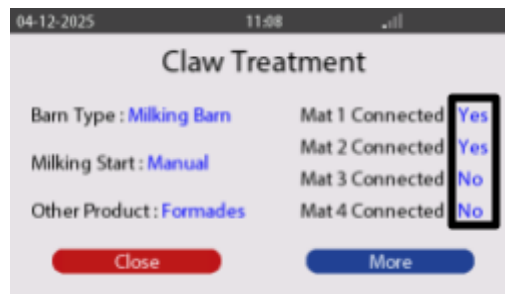 04-12-2025 11:08
Claw Treatment
Barn Type : Milking Barn
Milking Start : Manual
Other Product : Formades
Mat 1 Connected Yes
Mat 2 Connected Yes
Mat 3 Connected No
Mat 4 Connected No
Close More